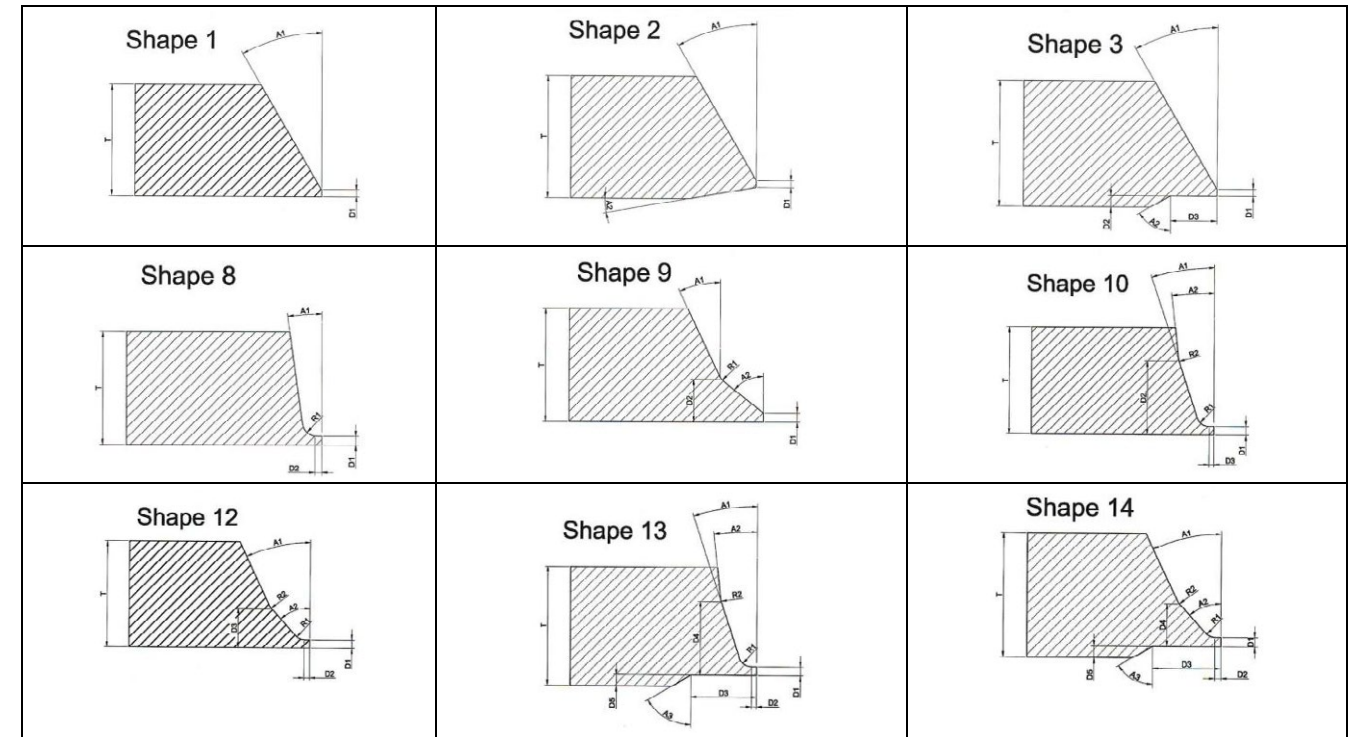 Shape 1
A1
T
D1
Shape 2
A1
T
A2
D1
Shape 3
A1
T
D2
A2
D3
D1
Shape 8
A1
T
R1
D2
D1
Shape 9
A1
T
R1
A2
D2
D1
Shape 10
A1
A2
R2
T
D2
R1
D1
D3
Shape 12
A1
T
R2
A2
D3
R1
D1
D2
Shape 13
A1
A2
R2
T
D4
R1
D1
D5
D3
D2
A3
Shape 14
A1
T
R2
A2
D4
R1
D1
D5
D3
D2
A3